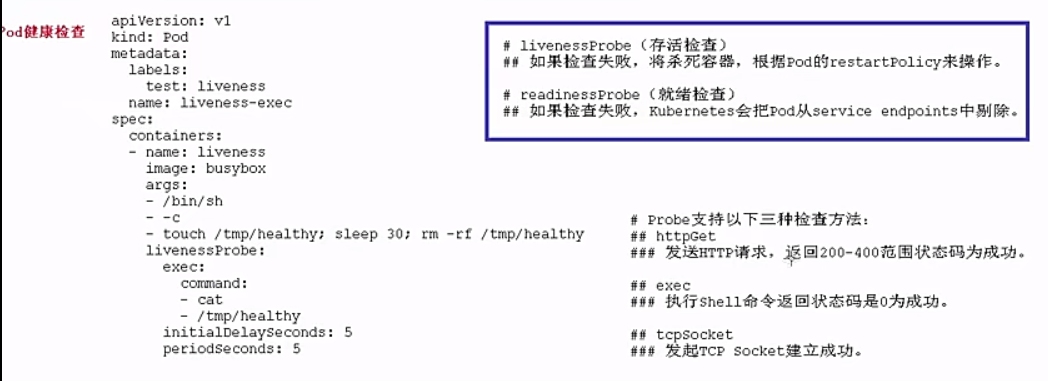 Pod健康检查
apiVersion: v1
kind: Pod
metadata:
  labels:
    test: liveness
  name: liveness-exec
spec:
  containers:
  - name: liveness
    image: busybox
    args:
    - /bin/sh
    - -c
    - touch /tmp/healthy; sleep 30; rm -rf /tmp/healthy
    livenessProbe:
      exec:
        command:
        - cat
        - /tmp/healthy
      initialDelaySeconds: 5
      periodSeconds: 5
# livenessProbe（存活检查）
## 如果检查失败，将杀死容器，根据Pod的restartPolicy来操作。
# readinessProbe（就绪检查）
## 如果检查失败，Kubernetes会把Pod从service endpoints中剔除。
# Probe支持以下三种检查方法：
## httpGet
### 发送HTTP请求，返回200-400范围状态码为成功。
## exec
### 执行Shell命令返回状态码是0为成功。
## tcpSocket
### 发起TCP Socket建立成功。